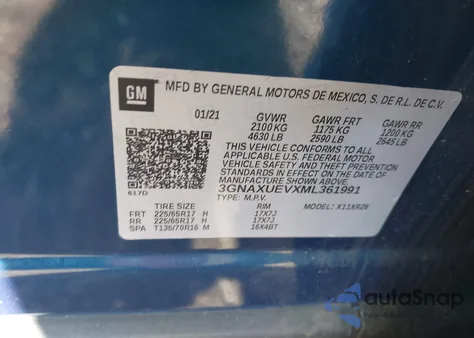 GM
MFD BY GENERAL MOTORS DE MEXICO, S. DE R.L. DE C.V.
01/21 GVWR GAWR FRT GAWR RR
2100 KG 1175 KG 1200 KG
4630 LB 2590 LB 2645 LB
THIS VEHICLE CONFORMS TO ALL
APPLICABLE U.S. FEDERAL MOTOR
VEHICLE SAFETY, BUMPER, AND
THEFT PREVENTION STANDARDS
IN EFFECT ON THE DATE OF
MANUFACTURE SHOWN ABOVE.
3GNAXUEVXML361991
617D TYPE: M.P.V. MODEL: X11XR26
TIRE SIZE RIM
FRT 225/65R17 H 17X7J
RR 225/65R17 H 17X7J
SPA T135/70R16 M 16X4BT
autoSnap